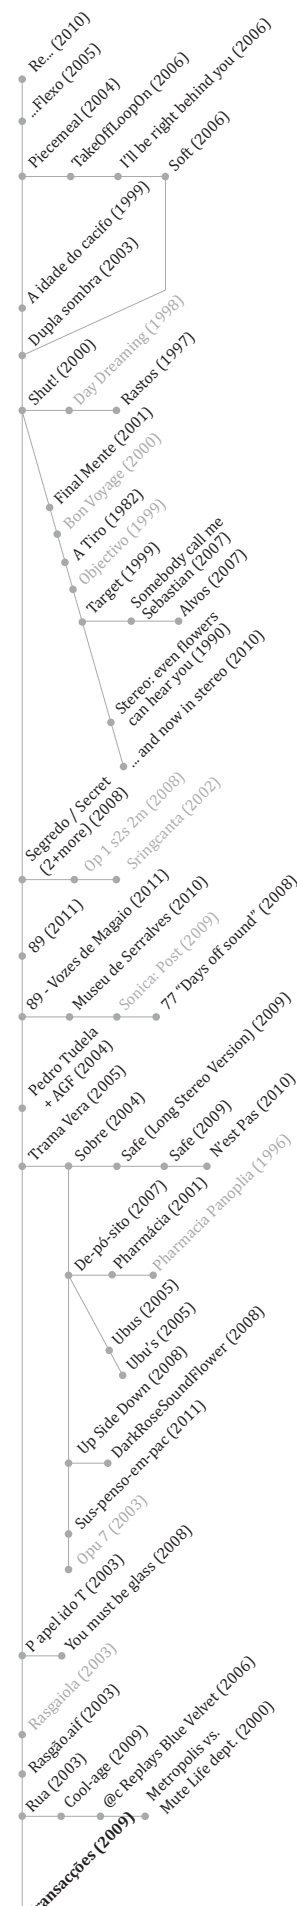 Re... (2010)
...Flexo (2005)
Piecemeal (2004)
TakeOffLoopOn (2006)
I'll be right behind you (2006)
Soft (2006)
A idade do cacifo (1999)
Dupla sombra (2003)
Shut! (2000)
Day Dreaming (1998)
Rastos (1997)
Final Mente (2001)
Bon Voyage (2000)
A Tiro (1982)
Objectivo (1999)
Target (1999)
Somebody call me
Sebastian (2007)
Alvos (2007)
Stereo: even flowers
can hear you (1990)
... and now in stereo (2010)
Segredo / Secret
(2+more) (2008)
Op 1 s2s 2m (2008)
Sringcanta (2002)
89 (2011)
89 - Vozes de Magaio (2011)
Museu de Serralves (2010)
Sonica: Post (2009)
77 “Days off sound” (2008)
Pedro Tudela
+ AGF (2004)
Trama Vera (2005)
Sobre (2004)
Safe (Long Stereo Version) (2009)
Safe (2009)
N'est Pas (2010)
De-pó-sito (2007)
Pharmácia (2001)
Pharmacia Panoplia (1996)
Ubus (2005)
Ubu's (2005)
Up Side Down (2008)
DarkRoseSoundFlower (2008)
Sus-penso-em-pac (2011)
Opu 7 (2003)
P apel ido T (2003)
You must be glass (2008)
Rasgaiola (2003)
Rasgão.aif (2003)
Rua (2003)
Cool-age (2009)
@c Replays Blue Velvet (2006)
Metropolis vs.
Mute Life dept. (2000)
ransacções (2009)